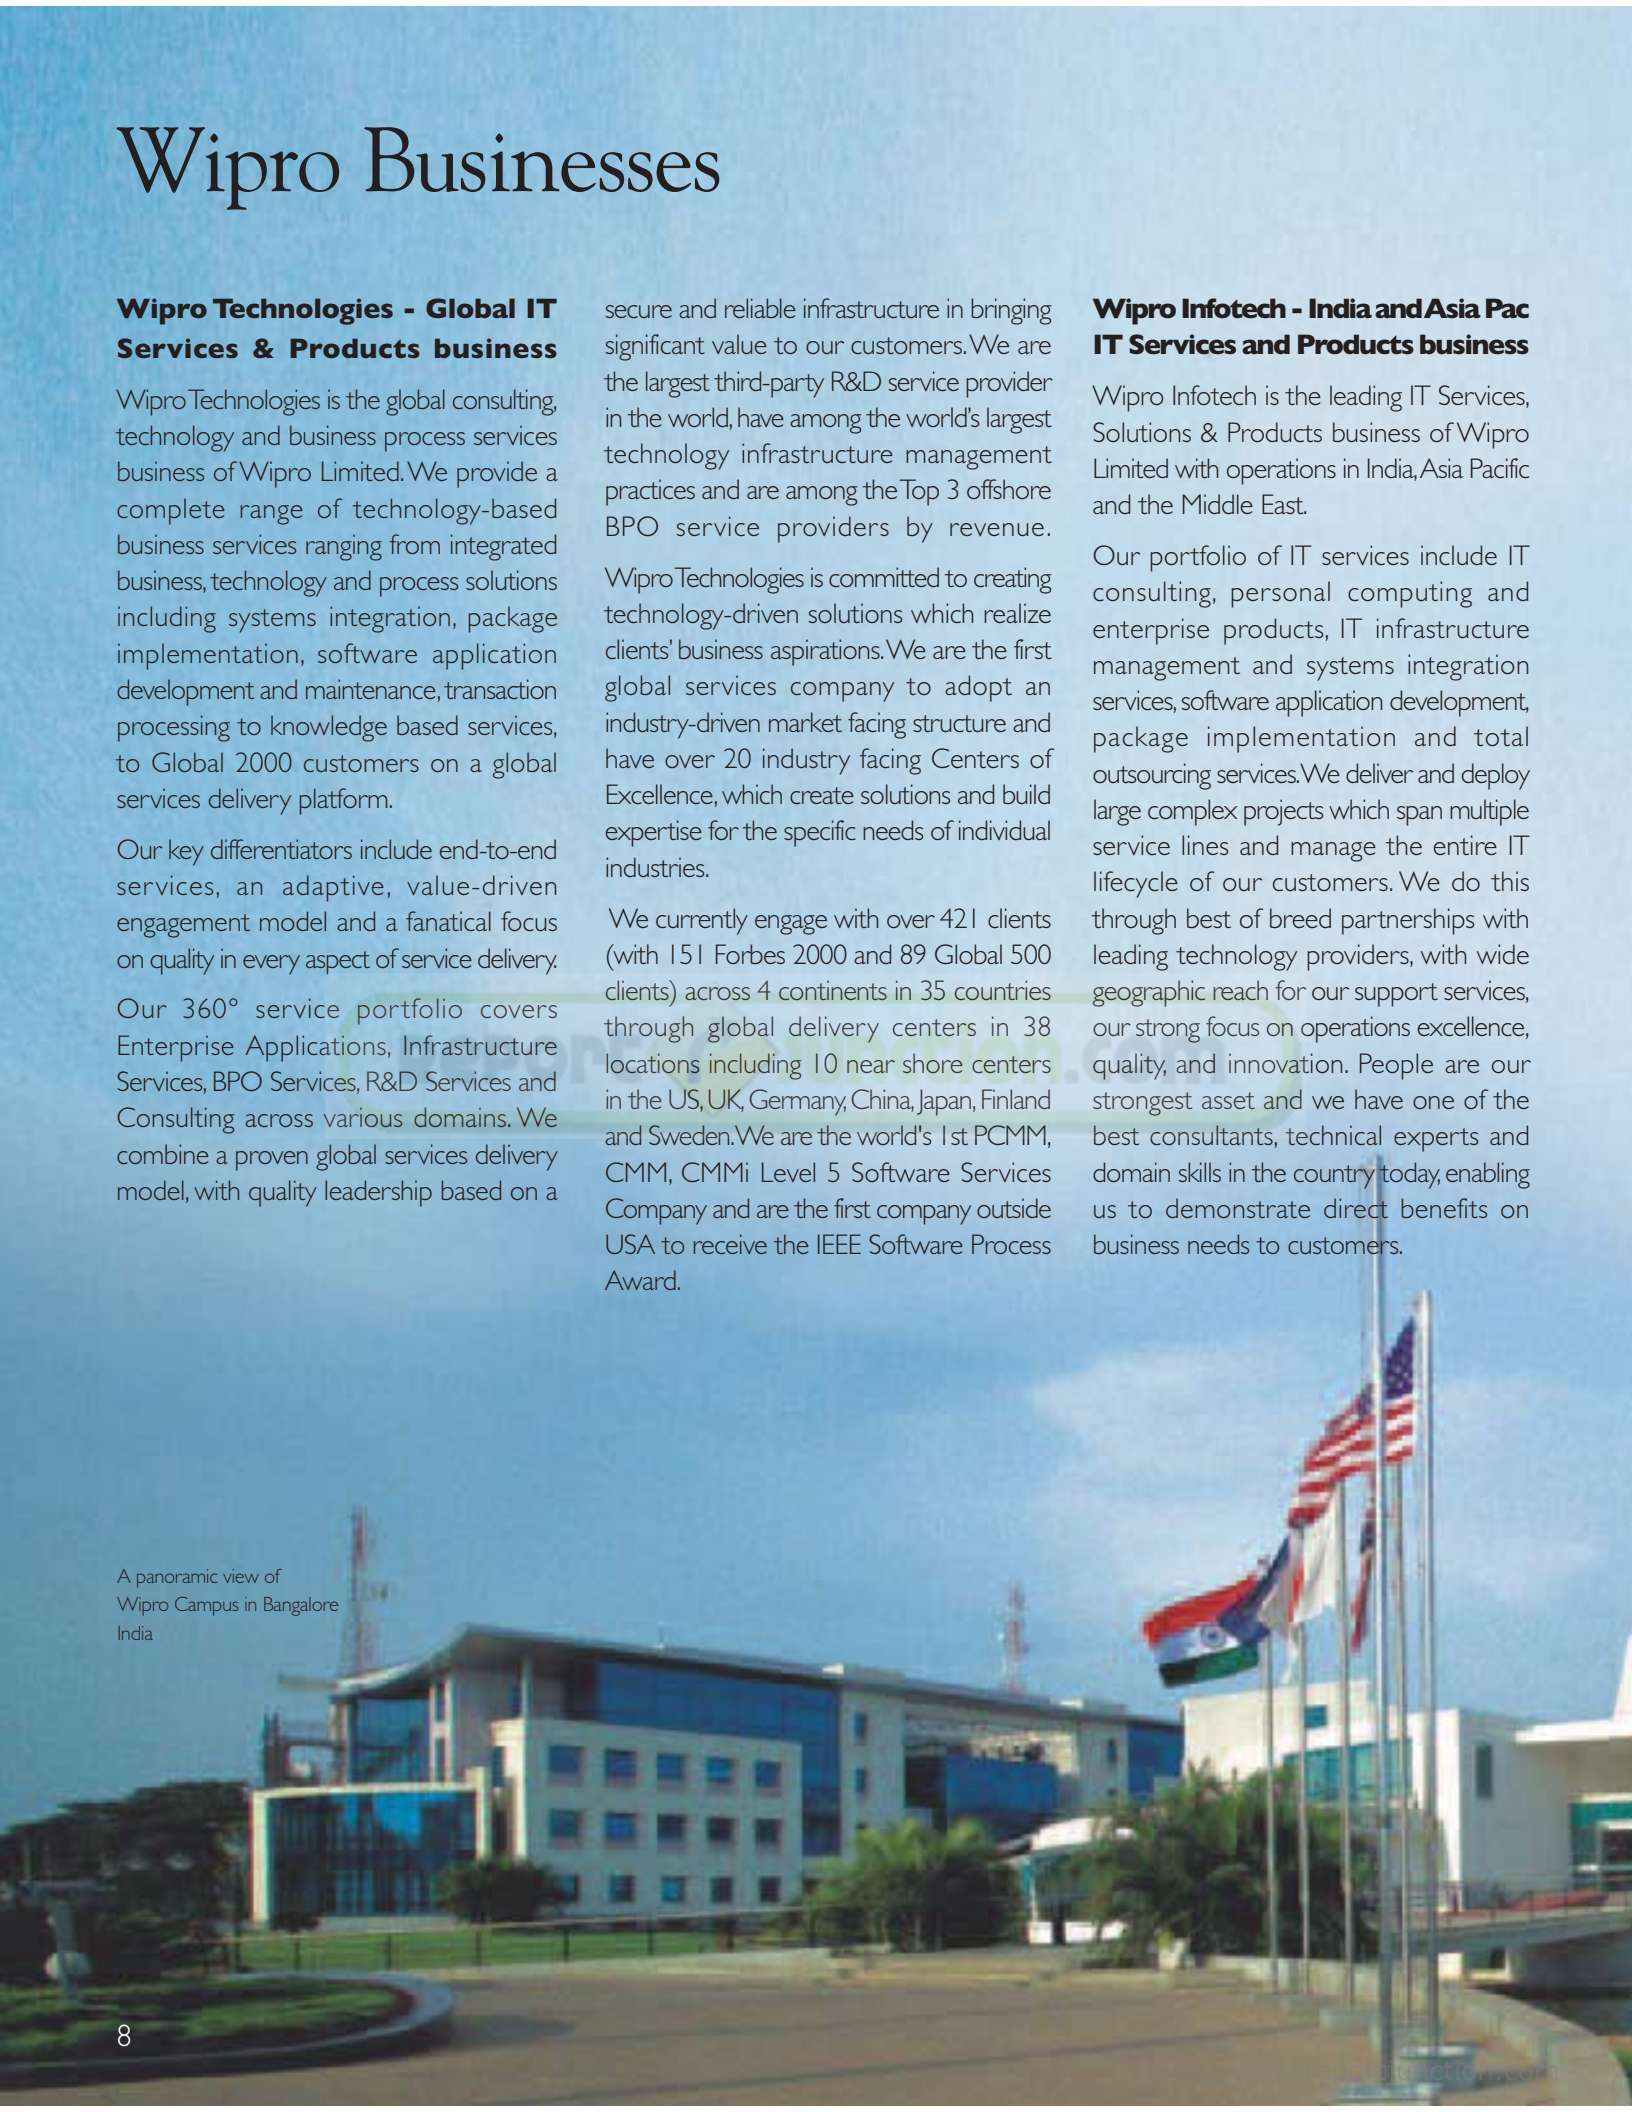 Wipro Businesses
Wipro Technologies - Global IT
Services & Products business
Wipro Technologies is the global consulting,
technology and business process services
business of Wipro Limited. We provide a
complete range of technology-based
business services ranging from integrated
business, technology and process solutions
including systems integration, package
implementation, software application
development and maintenance, transaction
processing to knowledge based services,
to Global 2000 customers on a global
services delivery platform.
Our key differentiators include end-to-end
services, an adaptive, value-driven
engagement model and a fanatical focus
on quality in every aspect of service delivery.
Our 360° service portfolio covers
Enterprise Applications, Infrastructure
Services, BPO Services, R&D Services and
Consulting across various domains. We
combine a proven global services delivery
model, with quality leadership based on a
secure and reliable infrastructure in bringing
significant value to our customers. We are
the largest third-party R&D service provider
in the world, have among the world's largest
technology infrastructure management
practices and are among the Top 3 offshore
BPO service providers by revenue.
Wipro Technologies is committed to creating
technology-driven solutions which realize
clients' business aspirations. We are the first
global services company to adopt an
industry-driven market facing structure and
have over 20 industry facing Centers of
Excellence, which create solutions and build
expertise for the specific needs of individual
industries.
We currently engage with over 421 clients
(with 151 Forbes 2000 and 89 Global 500
clients) across 4 continents in 35 countries
through global delivery centers in 38
locations including 10 near shore centers
in the US, UK, Germany, China, Japan, Finland
and Sweden. We are the world's 1st PCMM,
CMM, CMMi Level 5 Software Services
Company and are the first company outside
USA to receive the IEEE Software Process
Award.
Wipro Infotech - India and Asia Pac
IT Services and Products business
Wipro Infotech is the leading IT Services,
Solutions & Products business of Wipro
Limited with operations in India, Asia Pacific
and the Middle East.
Our portfolio of IT services include IT
consulting, personal computing and
enterprise products, IT infrastructure
management and systems integration
services, software application development,
package implementation and total
outsourcing services. We deliver and deploy
large complex projects which span multiple
service lines and manage the entire IT
lifecycle of our customers. We do this
through best of breed partnerships with
leading technology providers, with wide
geographic reach for our support services,
our strong focus on operations excellence,
quality, and innovation. People are our
strongest asset and we have one of the
best consultants, technical experts and
domain skills in the country today, enabling
us to demonstrate direct benefits on
business needs to customers.
A panoramic view of
Wipro Campus in Bangalore
India
8